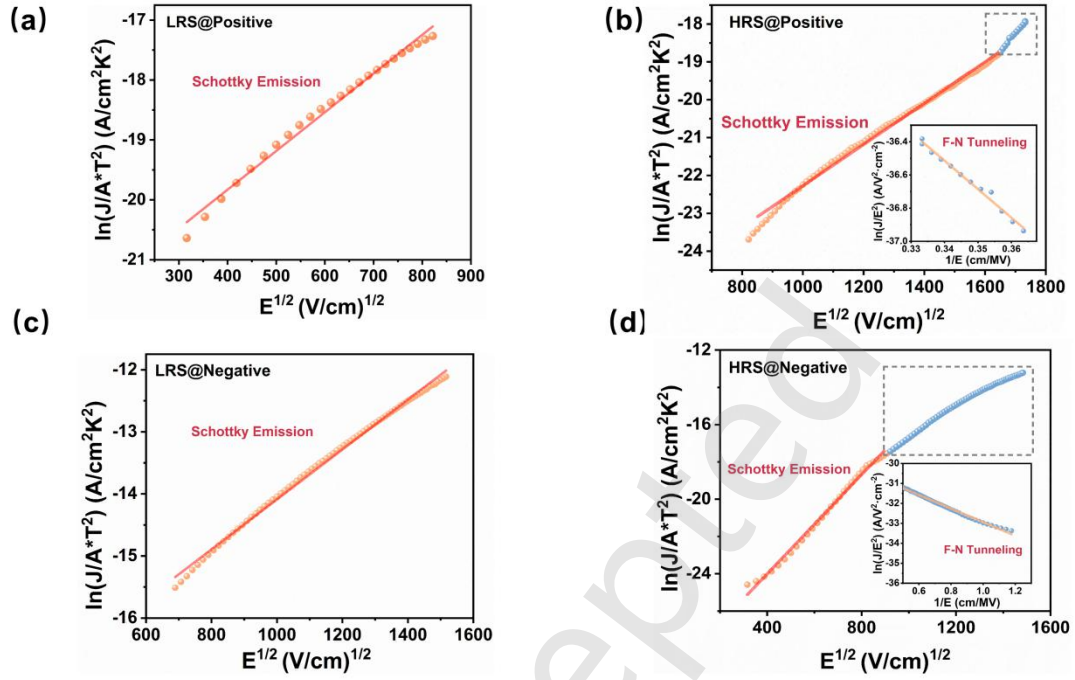 (a)
LRS@Positive
Schottky Emission
ln(J/A*T²) (A/cm²K²)
-17
-18
-19
-20
-21
300 400 500 600 700 800 900
E^1/2 (V/cm)^1/2
(b)
HRS@Positive
Schottky Emission
ln(J/A*T²) (A/cm²K²)
-18
-19
-20
-21
-22
-23
-24
800 1000 1200 1400 1600 1800
E^1/2 (V/cm)^1/2
F-N Tunneling
ln(J/E²) (A/V²·cm⁻²)
-36.4
-36.6
-36.8
-37.0
0.33 0.34 0.35 0.36
1/E (cm/MV)
(c)
LRS@Negative
Schottky Emission
ln(J/A*T²) (A/cm²K²)
-12
-13
-14
-15
-16
600 800 1000 1200 1400 1600
E^1/2 (V/cm)^1/2
(d)
HRS@Negative
Schottky Emission
ln(J/A*T²) (A/cm²K²)
-12
-16
-20
-24
400 800 1200 1600
E^1/2 (V/cm)^1/2
F-N Tunneling
ln(J/E²) (A/V²·cm⁻²)
-30
-31
-32
-33
-34
-35
-36
0.6 0.8 1.0 1.2
1/E (cm/MV)
epted